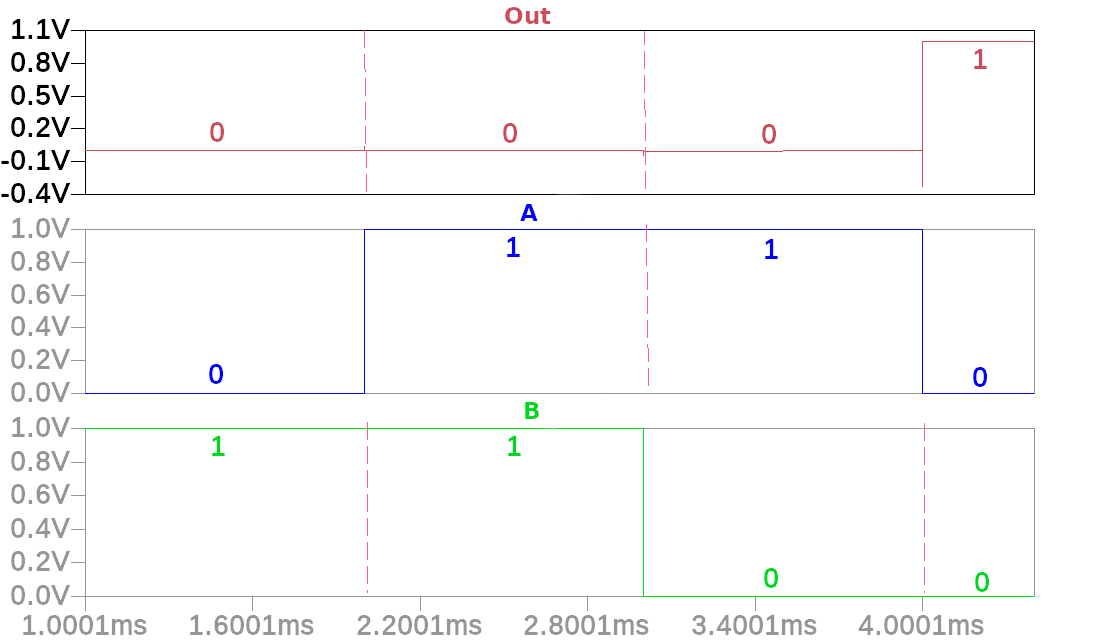 Out
1.1V
0.8V
0.5V
0.2V
-0.1V
-0.4V
0 0 0 1
A
1.0V
0.8V
0.6V
0.4V
0.2V
0.0V
0 1 1 0
B
1.0V
0.8V
0.6V
0.4V
0.2V
0.0V
1 1 0 0
1.0001ms 1.6001ms 2.2001ms 2.8001ms 3.4001ms 4.0001ms